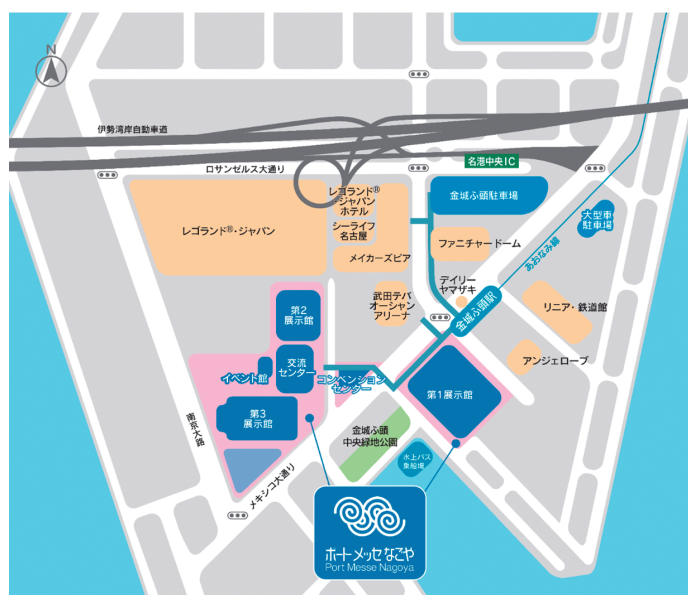 N
伊勢湾岸自動車道
ロサンゼルス大通り
名港中央IC
レゴランド®
・ジャパン
ホテル
シーライフ
名古屋
メイカーズピア
レゴランド®・ジャパン
金城ふ頭駐車場
大型車
駐車場
ファニチャードーム
あおなみ線
デイリー
ヤマザキ
武田テバ
オーシャン
アリーナ
金城ふ頭駅
リニア・鉄道館
アンジェローブ
第2
展示館
交流
センター
イベント館
コンベンション
センター
第1展示館
第3
展示館
南京大路
メキシコ大通り
金城ふ頭
中央緑地公園
水上バス
乗船場
ポートメッセなごや
Port Messe Nagoya